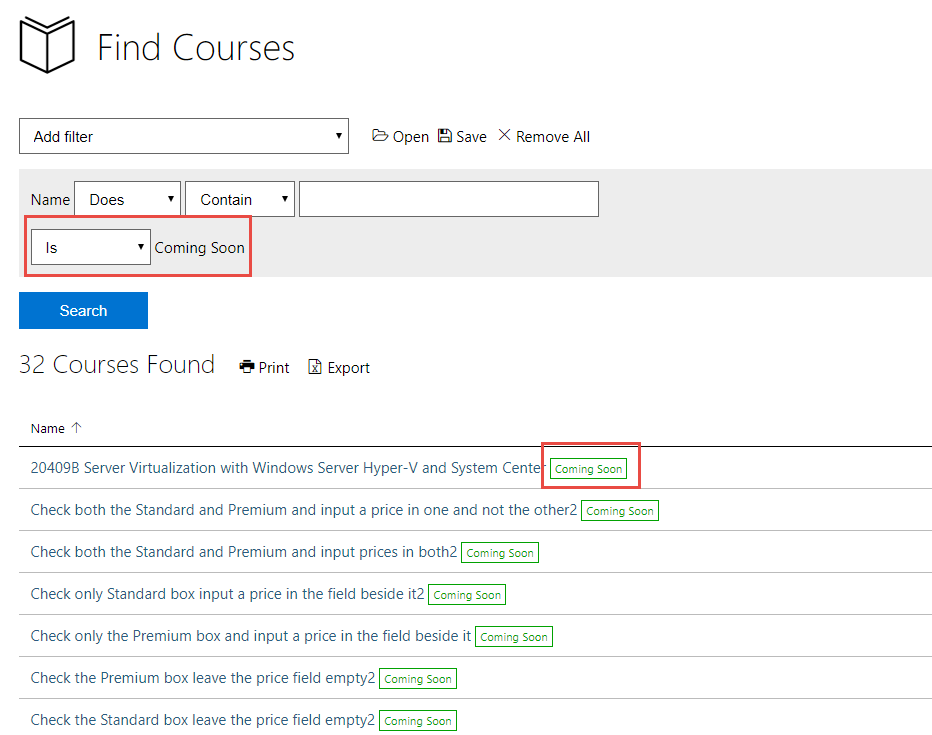 Find Courses
Add filter Open Save Remove All
Name Does Contain
Is Coming Soon
Search
32 Courses Found Print Export
Name
20409B Server Virtualization with Windows Server Hyper-V and System Center Coming Soon
Check both the Standard and Premium and input a price in one and not the other2 Coming Soon
Check both the Standard and Premium and input prices in both2 Coming Soon
Check only Standard box input a price in the field beside it2 Coming Soon
Check only the Premium box and input a price in the field beside it Coming Soon
Check the Premium box leave the price field empty2 Coming Soon
Check the Standard box leave the price field empty2 Coming Soon